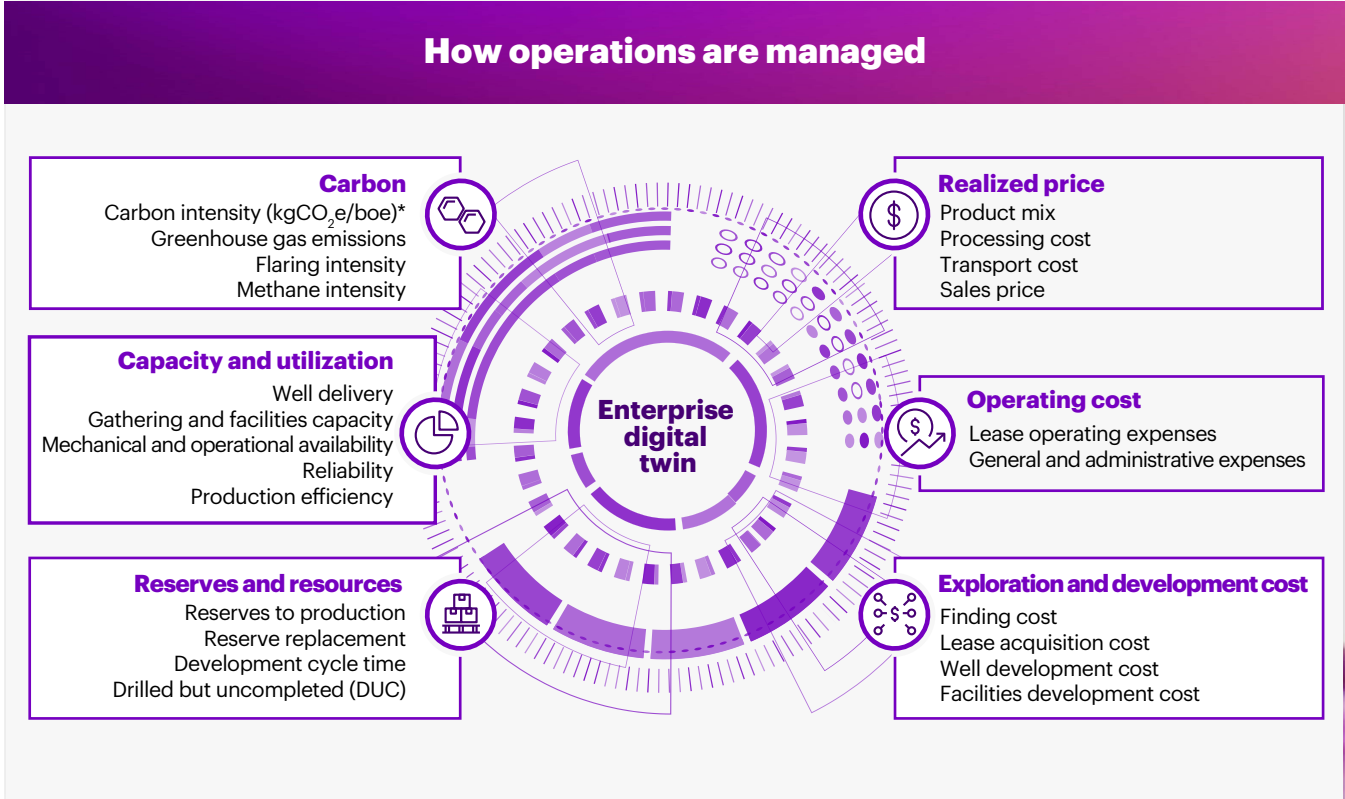 How operations are managed
Carbon
Carbon intensity (kgCO₂e/boe)*
Greenhouse gas emissions
Flaring intensity
Methane intensity
Capacity and utilization
Well delivery
Gathering and facilities capacity
Mechanical and operational availability
Reliability
Production efficiency
Reserves and resources
Reserves to production
Reserve replacement
Development cycle time
Drilled but uncompleted (DUC)
Enterprise
digital
twin
Realized price
Product mix
Processing cost
Transport cost
Sales price
Operating cost
Lease operating expenses
General and administrative expenses
Exploration and development cost
Finding cost
Lease acquisition cost
Well development cost
Facilities development cost